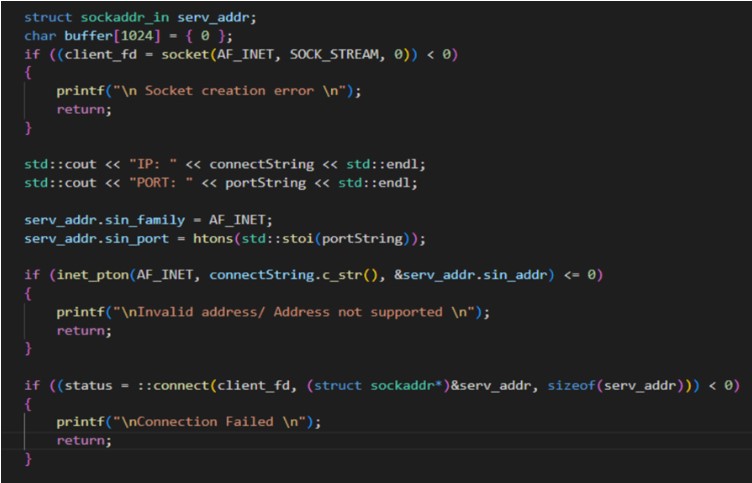 struct sockaddr_in serv_addr;
char buffer[1024] = { 0 };
if ((client_fd = socket(AF_INET, SOCK_STREAM, 0)) < 0)
{
    printf("\n Socket creation error \n");
    return;
}

std::cout << "IP: " << connectString << std::endl;
std::cout << "PORT: " << portString << std::endl;

serv_addr.sin_family = AF_INET;
serv_addr.sin_port = htons(std::stoi(portString));

if (inet_pton(AF_INET, connectString.c_str(), &serv_addr.sin_addr) <= 0)
{
    printf("\nInvalid address/ Address not supported \n");
    return;
}

if ((status = ::connect(client_fd, (struct sockaddr*)&serv_addr, sizeof(serv_addr))) < 0)
{
    printf("\nConnection Failed \n");
    return;
}